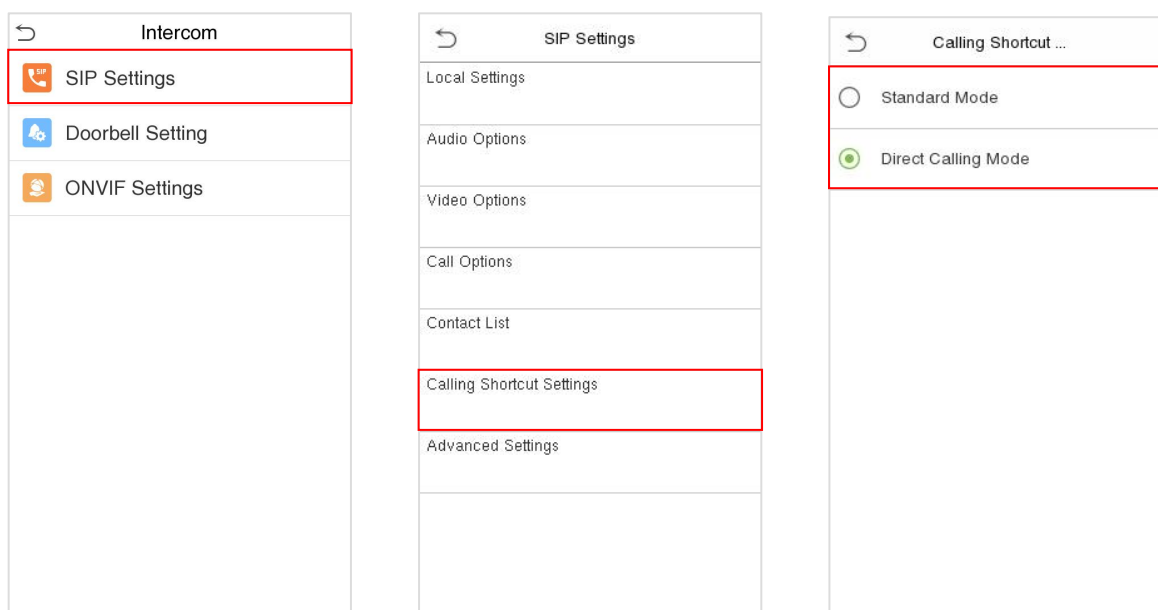 Intercom
SIP
SIP Settings
Doorbell Setting
ONVIF Settings
SIP Settings
Local Settings
Audio Options
Video Options
Call Options
Contact List
Calling Shortcut Settings
Advanced Settings
Calling Shortcut ...
Standard Mode
Direct Calling Mode